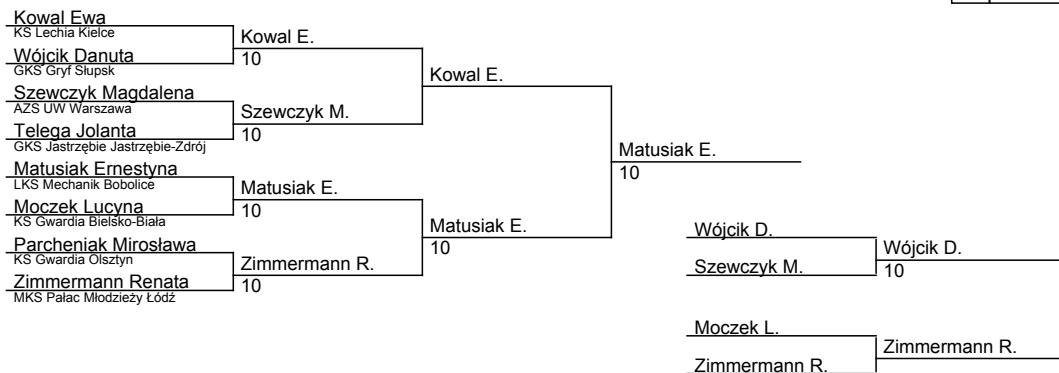 Kowal Ewa
KS Lechia Kielce
Wójcik Danuta
GKS Gryf Słupsk
Szewczyk Magdalena
AZS UW Warszawa
Telega Jolanta
GKS Jastrzębie Jastrzębie-Zdrój
Matusiak Ernestyna
LKS Mechanik Bobolice
Moczek Lucyna
KS Gwardia Bielsko-Biała
Parcheniak Mirosława
KS Gwardia Olsztyn
Zimmermann Renata
MKS Pałac Młodzieży Łódź
Kowal E.
10
Szewczyk M.
10
Matusiak E.
10
Zimmermann R.
10
Kowal E.
Matusiak E.
10
Matusiak E.
10
Wójcik D.
Szewczyk M.
Wójcik D.
10
Moczek L.
Zimmermann R.
Zimmermann R.